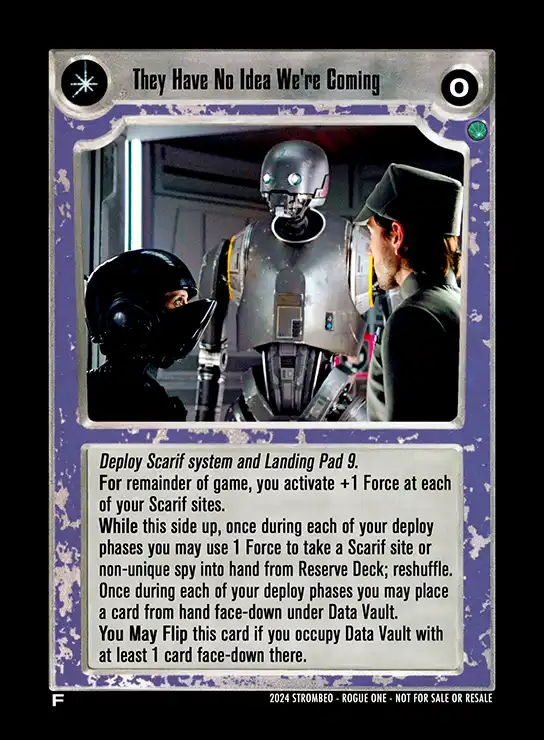 They Have No Idea We're Coming
O
Deploy Scarif system and Landing Pad 9.
For remainder of game, you activate +1 Force at each
of your Scarif sites.
While this side up, once during each of your deploy
phases you may use 1 Force to take a Scarif site or
non-unique spy into hand from Reserve Deck; reshuffle.
Once during each of your deploy phases you may place
a card from hand face-down under Data Vault.
You May Flip this card if you occupy Data Vault with
at least 1 card face-down there.
F
2024 STROMBEO - ROGUE ONE - NOT FOR SALE OR RESALE